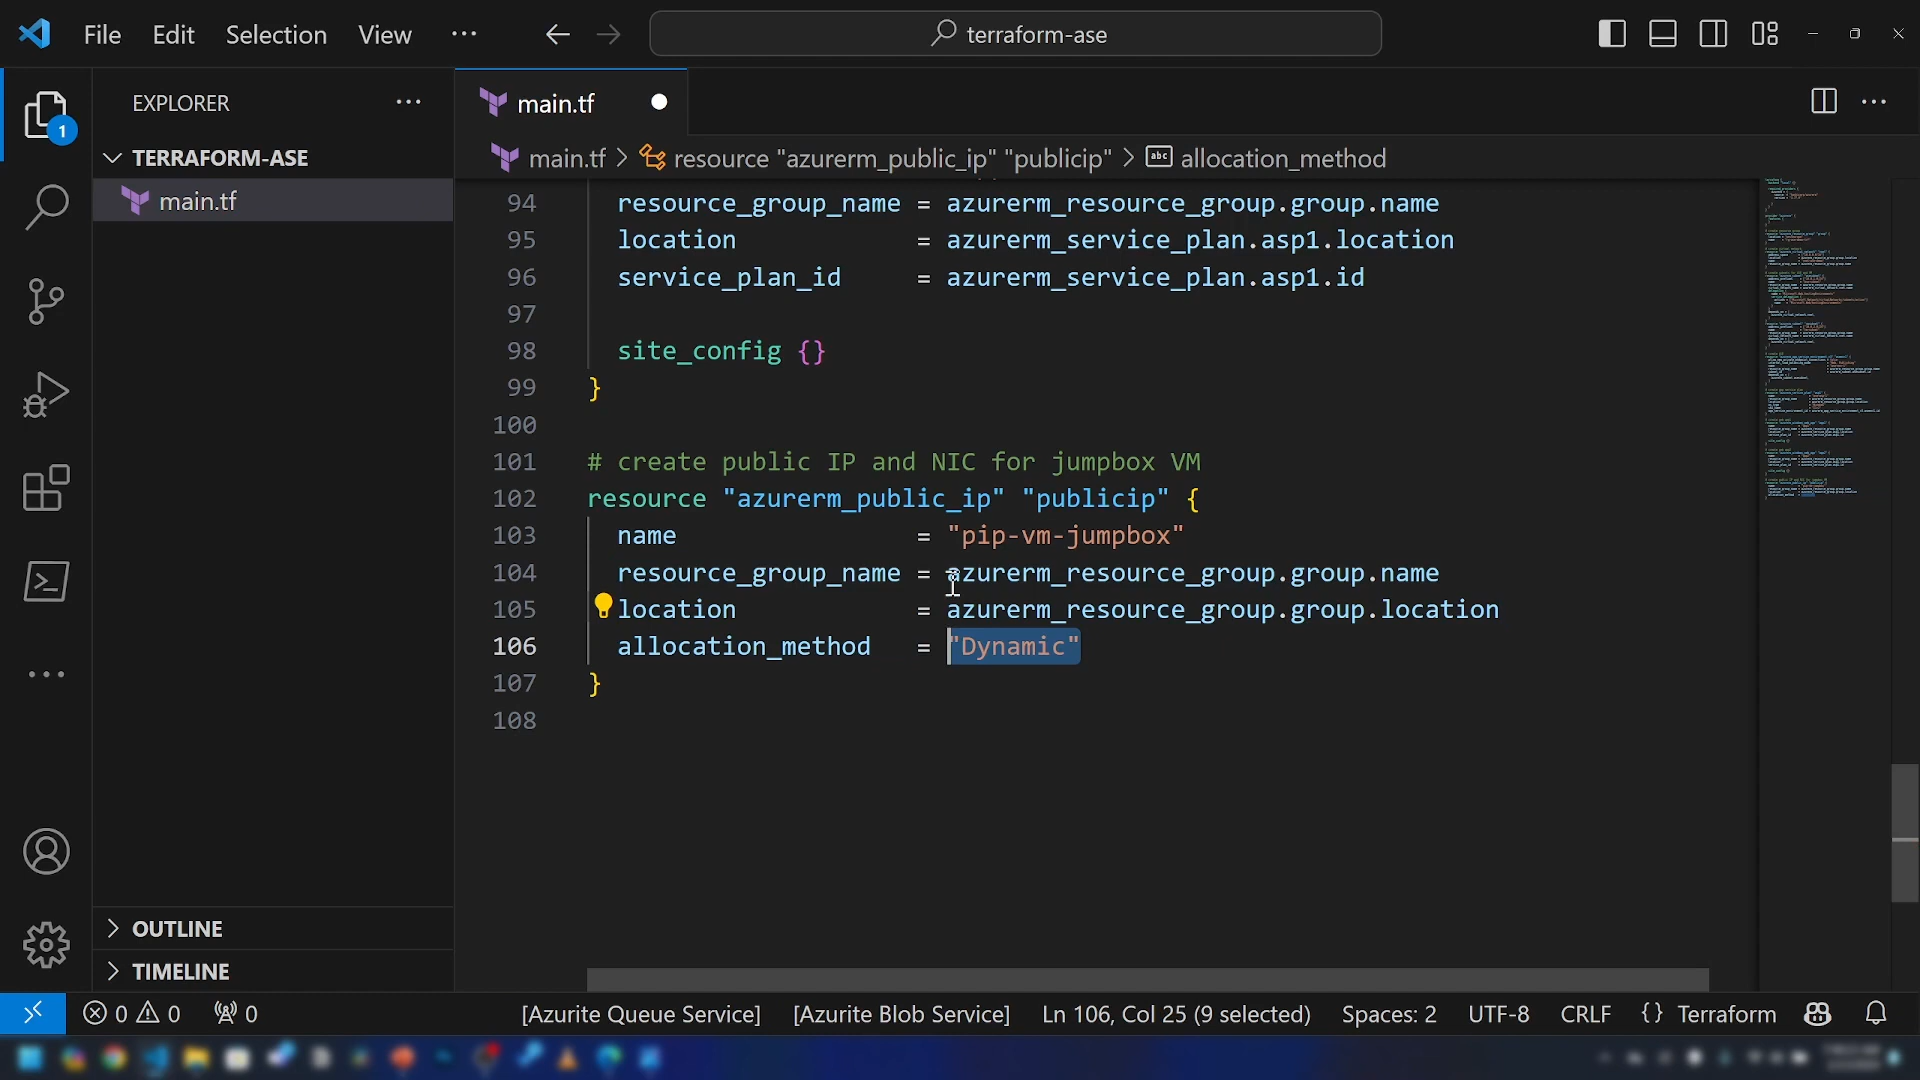 File Edit Selection View ··· terraform-ase
EXPLORER ···
main.tf
1
TERRAFORM-ASE
main.tf > resource "azurerm_public_ip" "publicip" > allocation_method
main.tf
94 resource_group_name = azurerm_resource_group.group.name
95 location = azurerm_service_plan.asp1.location
96 service_plan_id = azurerm_service_plan.asp1.id
97
98 site_config {}
99 }
100
101 # create public IP and NIC for jumpbox VM
102 resource "azurerm_public_ip" "publicip" {
103 name = "pip-vm-jumpbox"
104 resource_group_name = azurerm_resource_group.group.name
105 location = azurerm_resource_group.group.location
106 allocation_method = "Dynamic"
107 }
108
OUTLINE
TIMELINE
0 0 0 [Azurite Queue Service] [Azurite Blob Service] Ln 106, Col 25 (9 selected) Spaces: 2 UTF-8 CRLF {} Terraform